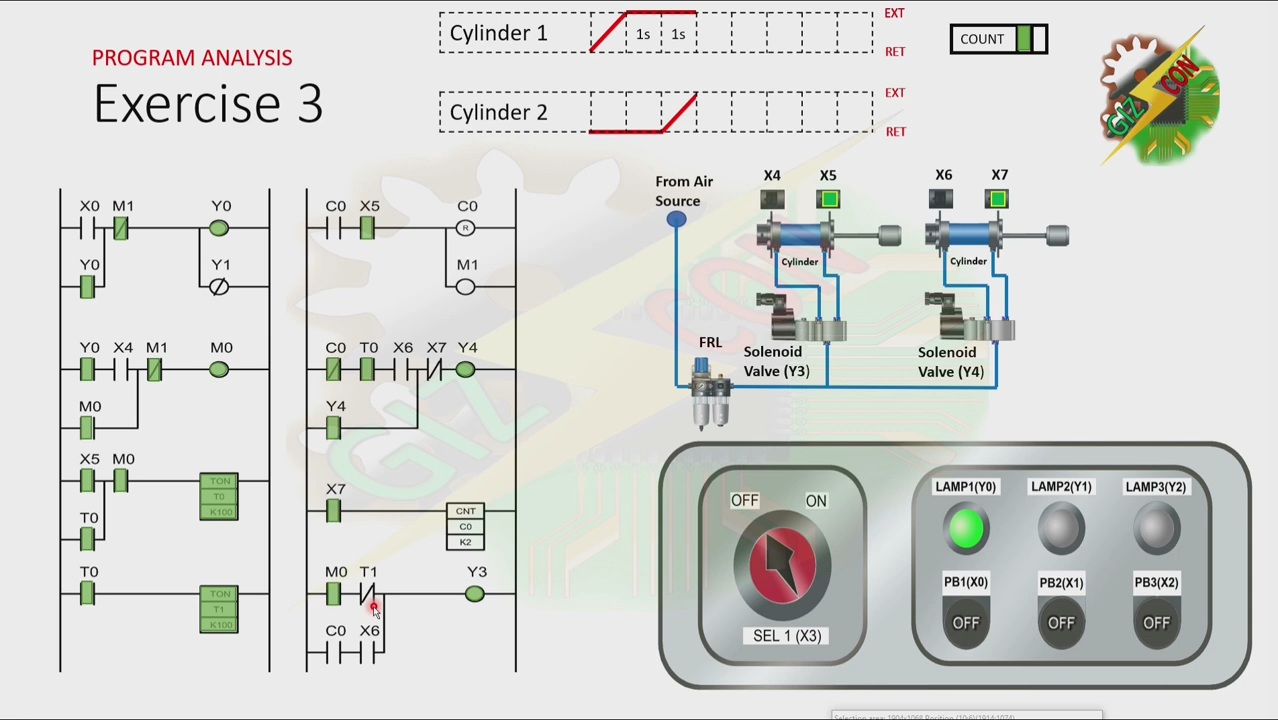 PROGRAM ANALYSIS
Exercise 3
Cylinder 1
1s
1s
EXT
RET
Cylinder 2
EXT
RET
COUNT
GIZ
CON
X0
M1
Y0
Y0
Y1
Y0
X4
M1
M0
M0
X5
M0
TON
T0
K100
T0
T0
TON
T1
K100
C0
X5
C0
R
M1
C0
T0
X6
X7
Y4
Y4
X7
CNT
C0
K2
M0
T1
Y3
C0
X6
From Air
Source
X4
X5
X6
X7
Cylinder
Cylinder
FRL
Solenoid
Valve (Y3)
Solenoid
Valve (Y4)
OFF
ON
SEL 1 (X3)
LAMP1(Y0)
LAMP2(Y1)
LAMP3(Y2)
PB1(X0)
PB2(X1)
PB3(X2)
OFF
OFF
OFF
GIZ
CON